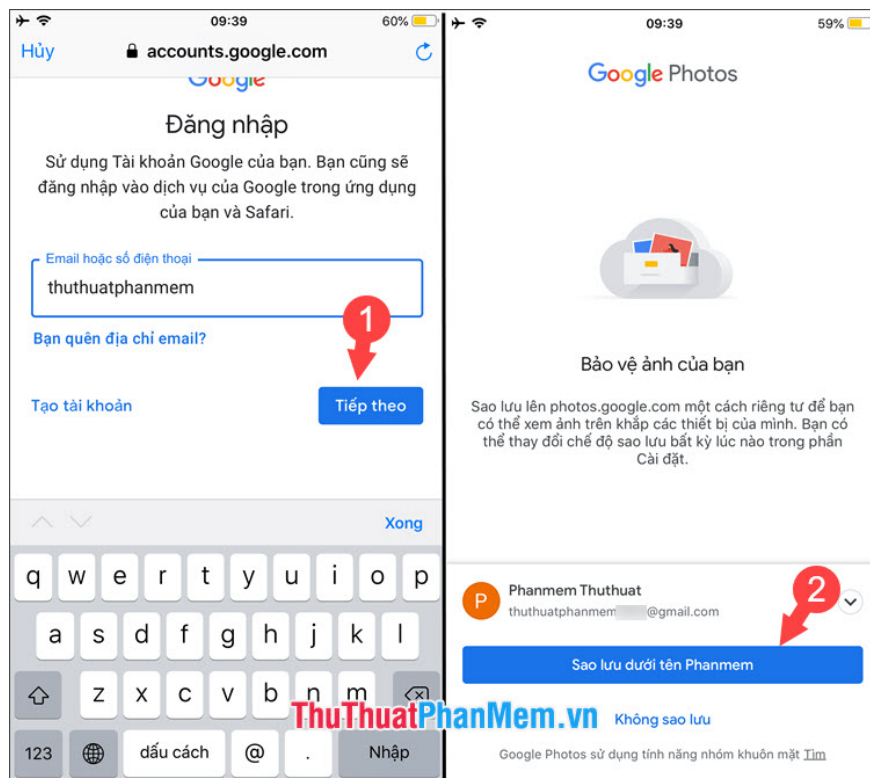 09:39
60%
Hủy
accounts.google.com
Google
Đăng nhập
Sử dụng Tài khoản Google của bạn. Bạn cũng sẽ
đăng nhập vào dịch vụ của Google trong ứng dụng
của bạn và Safari.
Email hoặc số điện thoại
thuthuatphanmem
1
Bạn quên địa chỉ email?
Tạo tài khoản
Tiếp theo
Xong
q w e r t y u i o p
a s d f g h j k l
z x c v b n m
123
dấu cách
@
.
Nhập
09:39
59%
Google Photos
Bảo vệ ảnh của bạn
Sao lưu lên photos.google.com một cách riêng tư để bạn
có thể xem ảnh trên khắp các thiết bị của mình. Bạn có
thể thay đổi chế độ sao lưu bất kỳ lúc nào trong phần
Cài đặt.
P
Phanmem Thuthuat
thuthuatphanmem @gmail.com
2
Sao lưu dưới tên Phanmem
Không sao lưu
Google Photos sử dụng tính năng nhóm khuôn mặt Tìm
ThuThuatPhanMem.vn